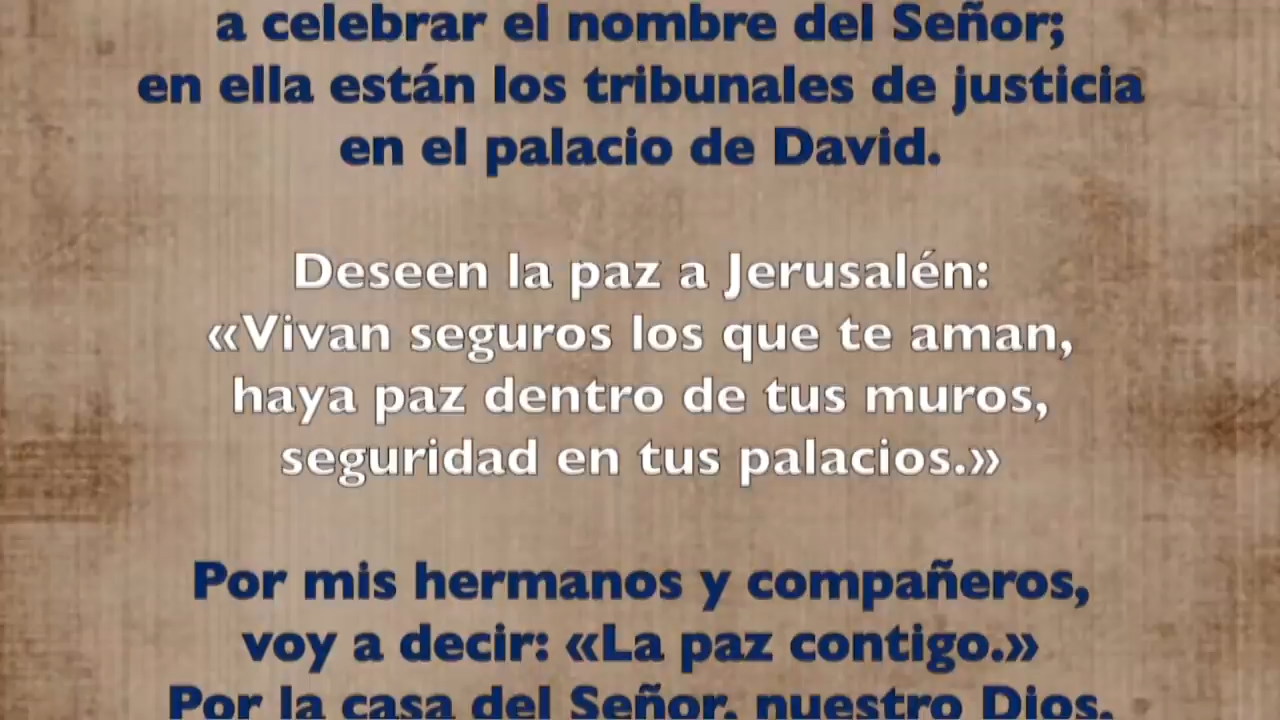 a celebrar el nombre del Señor;
en ella están los tribunales de justicia
en el palacio de David.
Deseen la paz a Jerusalén:
«Vivan seguros los que te aman,
haya paz dentro de tus muros,
seguridad en tus palacios.»
Por mis hermanos y compañeros,
voy a decir: «La paz contigo.»
Por la casa del Señor, nuestro Dios,